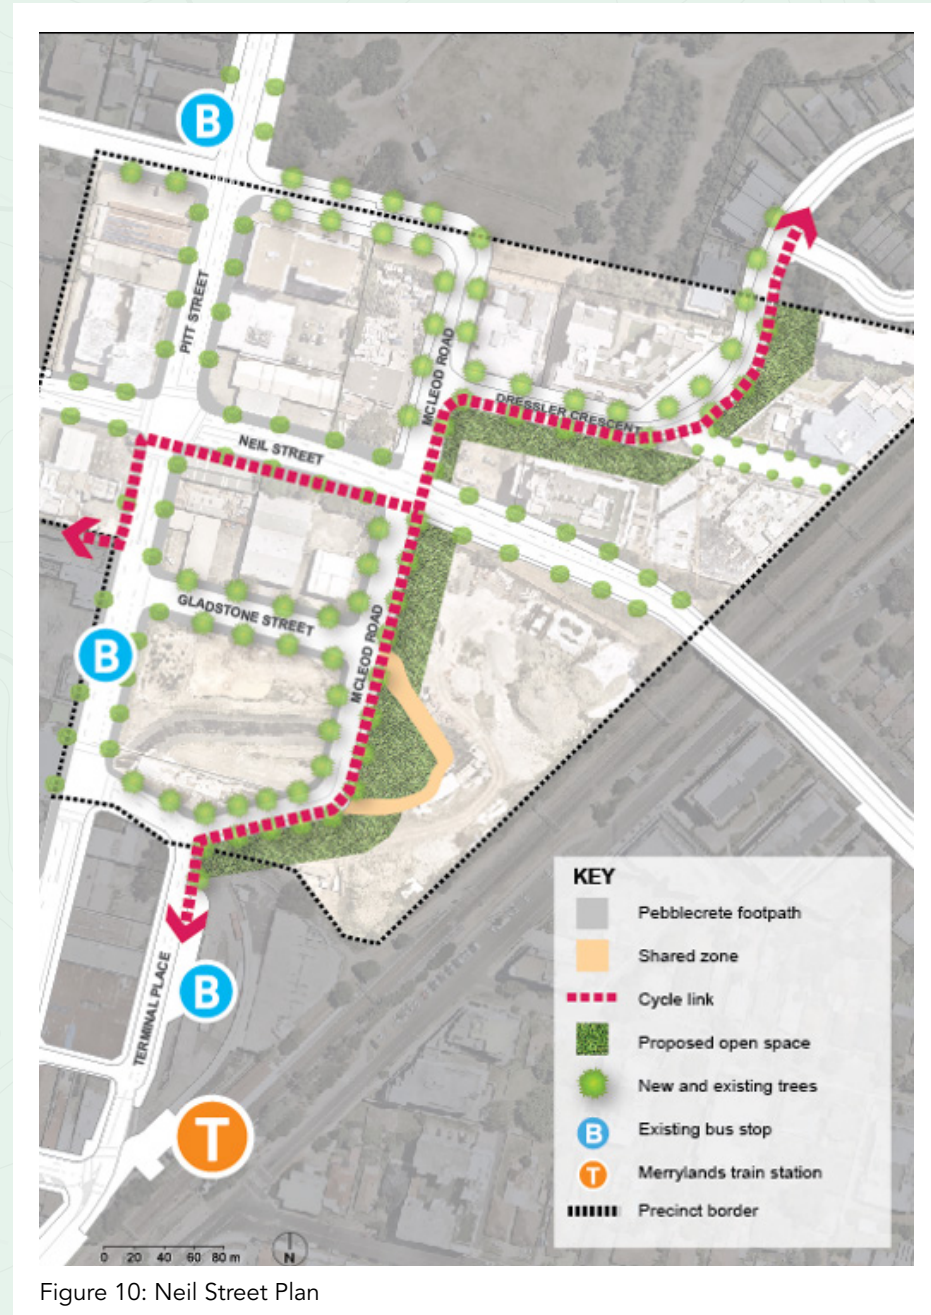 B
PITT STREET
MCLEOD ROAD
DRESSLER CRESCENT
NEIL STREET
GLADSTONE STREET
MCLEOD ROAD
B
B
TERMINAL PLACE
T
KEY
Pebblecrete footpath
Shared zone
Cycle link
Proposed open space
New and existing trees
B Existing bus stop
T Merrylands train station
Precinct border
0 20 40 60 80 m
N
Figure 10: Neil Street Plan